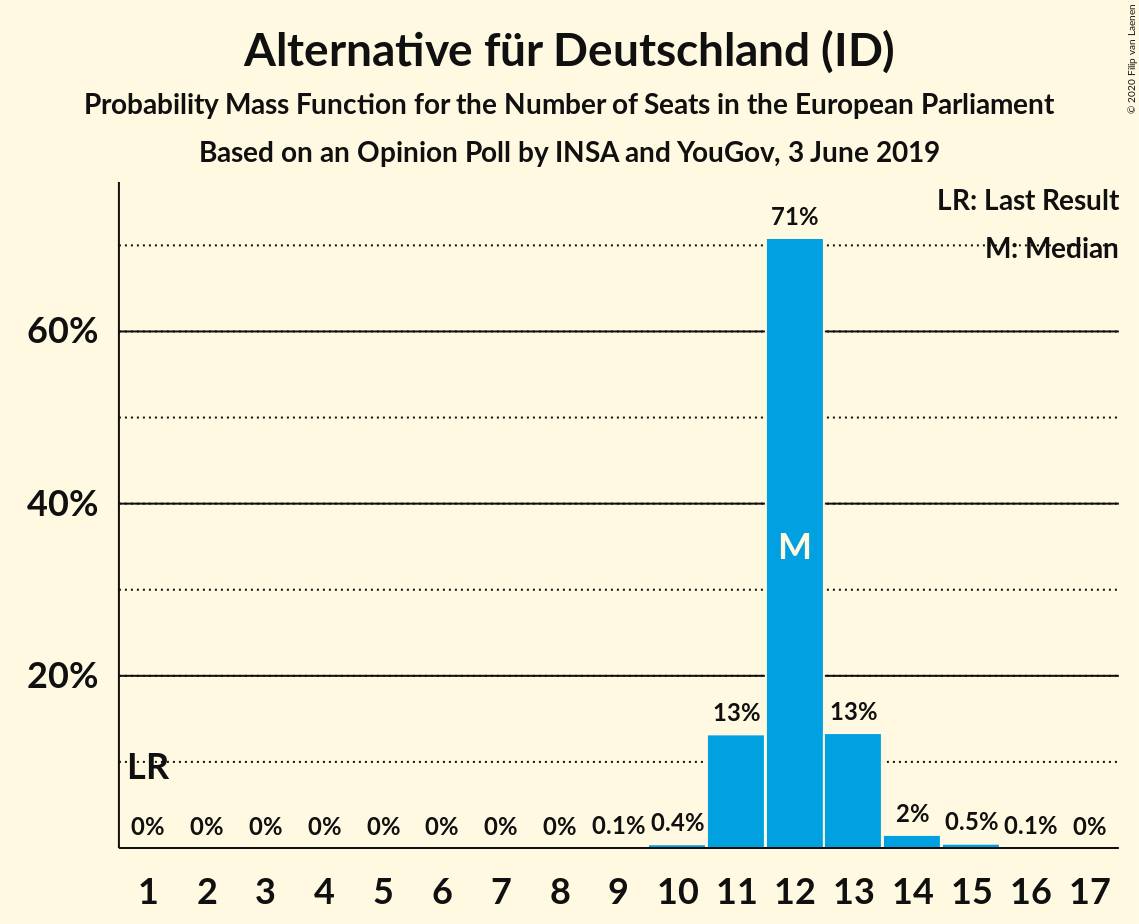 Alternative für Deutschland (ID)
Probability Mass Function for the Number of Seats in the European Parliament
Based on an Opinion Poll by INSA and YouGov, 3 June 2019
© 2020 Filip van Laenen
LR: Last Result
M: Median
71%
60%
40%
M
20%
13% 13%
LR
0% 0% 0% 0% 0% 0% 0% 0% 0.1% 0.4% 2% 0.5% 0.1% 0%
1 2 3 4 5 6 7 8 9 10 11 12 13 14 15 16 17